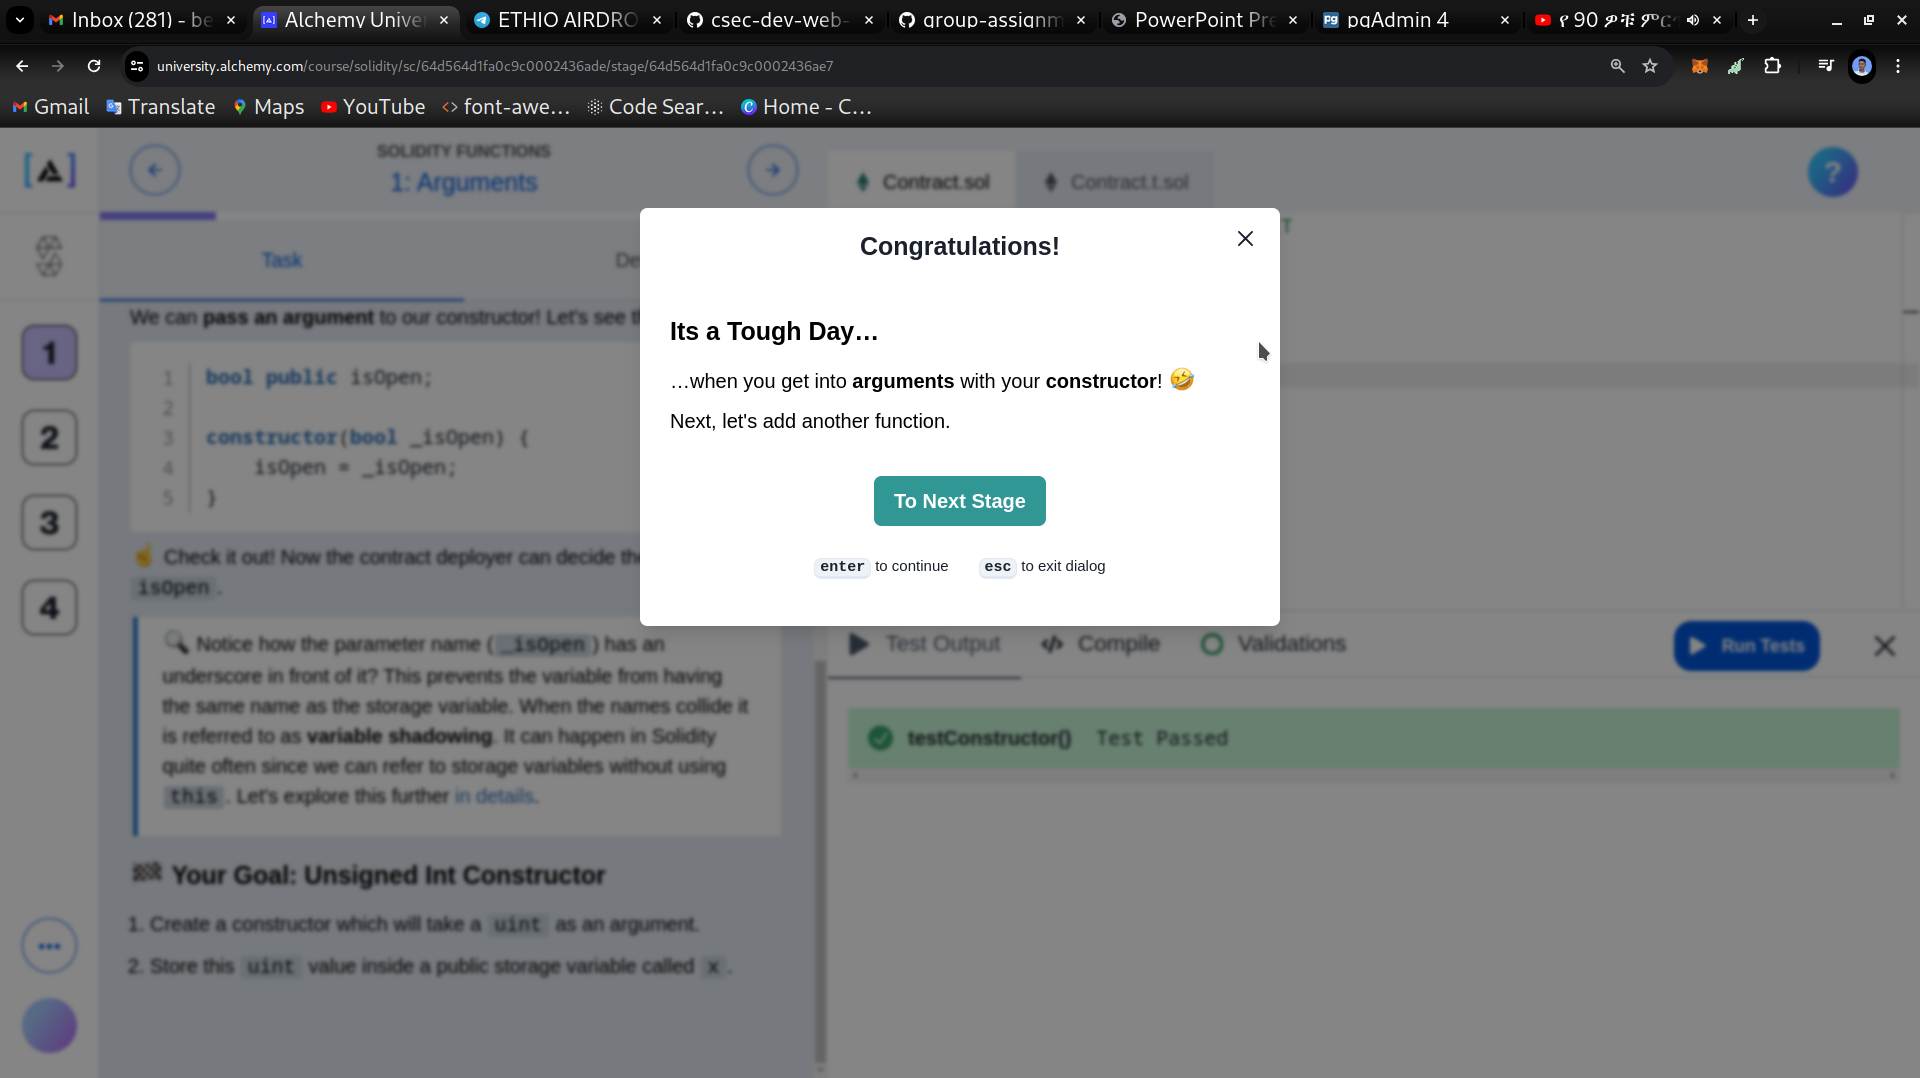 Inbox (281) - be
Alchemy Univer
ETHIO AIRDRO
csec-dev-web-
group-assignm
PowerPoint Pre
pgAdmin 4
የ 90 ዎቹ ምር
university.alchemy.com/course/solidity/sc/64d564d1fa0c9c0002436ade/stage/64d564d1fa0c9c0002436ae7
Gmail
Translate
Maps
YouTube
font-awe...
Code Sear...
Home - C...
SOLIDITY FUNCTIONS
1: Arguments
Task
De
1
2
3
4
We can pass an argument to our constructor! Let's see
1 bool public isOpen;
2
3 constructor(bool _isOpen) {
4 isOpen = _isOpen;
5 }
☝️ Check it out! Now the contract deployer can decide the
isOpen.
🔍 Notice how the parameter name (_isOpen) has an
underscore in front of it? This prevents the variable from having
the same name as the storage variable. When the names collide it
is referred to as variable shadowing. It can happen in Solidity
quite often since we can refer to storage variables without using
this. Let's explore this further in details.
🏁 Your Goal: Unsigned Int Constructor
1. Create a constructor which will take a uint as an argument.
2. Store this uint value inside a public storage variable called x.
Contract.sol
Contract.t.sol
?
Congratulations!
Its a Tough Day…
…when you get into arguments with your constructor! 🤣
Next, let's add another function.
To Next Stage
enter to continue
esc to exit dialog
Test Output
Compile
Validations
Run Tests
testConstructor() Test Passed